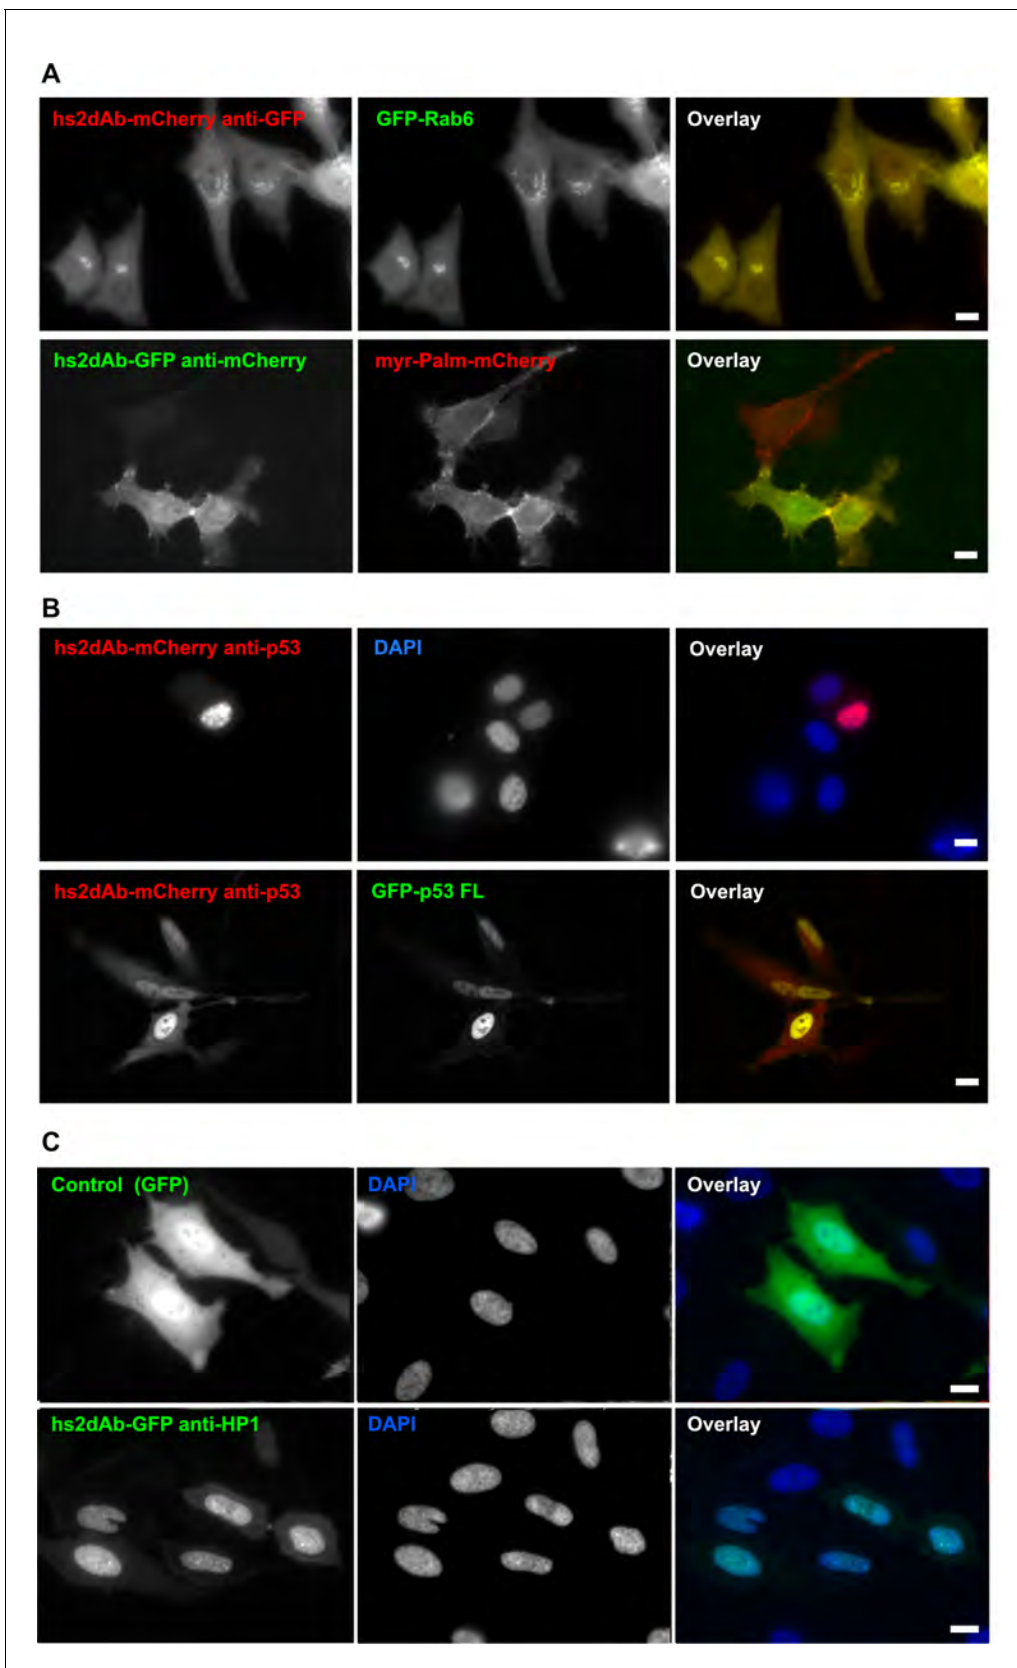 A
hs2dAb-mCherry anti-GFP
GFP-Rab6
Overlay
hs2dAb-GFP anti-mCherry
myr-Palm-mCherry
Overlay
B
hs2dAb-mCherry anti-p53
DAPI
Overlay
hs2dAb-mCherry anti-p53
GFP-p53 FL
Overlay
C
Control (GFP)
DAPI
Overlay
hs2dAb-GFP anti-HP1
DAPI
Overlay